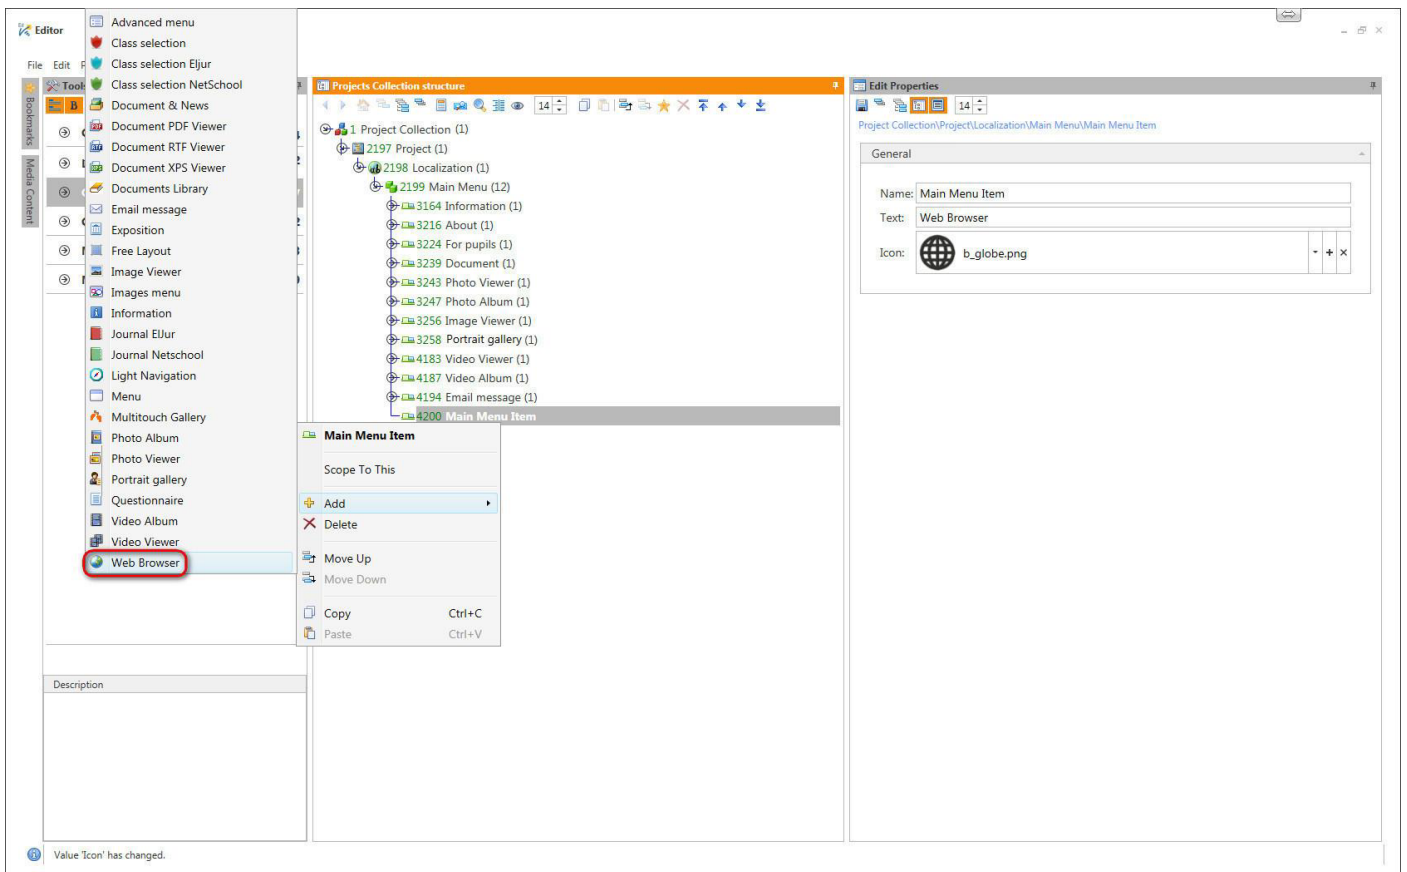 Editor
File Edit
Bookmarks
Media Content
Tool
B
Advanced menu
Class selection
Class selection Eljur
Class selection NetSchool
Document & News
Document PDF Viewer
Document RTF Viewer
Document XPS Viewer
Documents Library
Email message
Exposition
Free Layout
Image Viewer
Images menu
Information
Journal ElJur
Journal Netschool
Light Navigation
Menu
Multitouch Gallery
Photo Album
Photo Viewer
Portrait gallery
Questionnaire
Video Album
Video Viewer
Web Browser
Description
Projects Collection structure
14
1 Project Collection (1)
2197 Project (1)
2198 Localization (1)
2199 Main Menu (12)
3164 Information (1)
3216 About (1)
3224 For pupils (1)
3239 Document (1)
3243 Photo Viewer (1)
3247 Photo Album (1)
3256 Image Viewer (1)
3258 Portrait gallery (1)
4183 Video Viewer (1)
4187 Video Album (1)
4194 Email message (1)
4200 Main Menu Item
Main Menu Item
Scope To This
Add
Delete
Move Up
Move Down
Copy Ctrl+C
Paste Ctrl+V
Edit Properties
14
Project Collection\Project\Localization\Main Menu\Main Menu Item
General
Name: Main Menu Item
Text: Web Browser
Icon: b_globe.png
Value 'Icon' has changed.